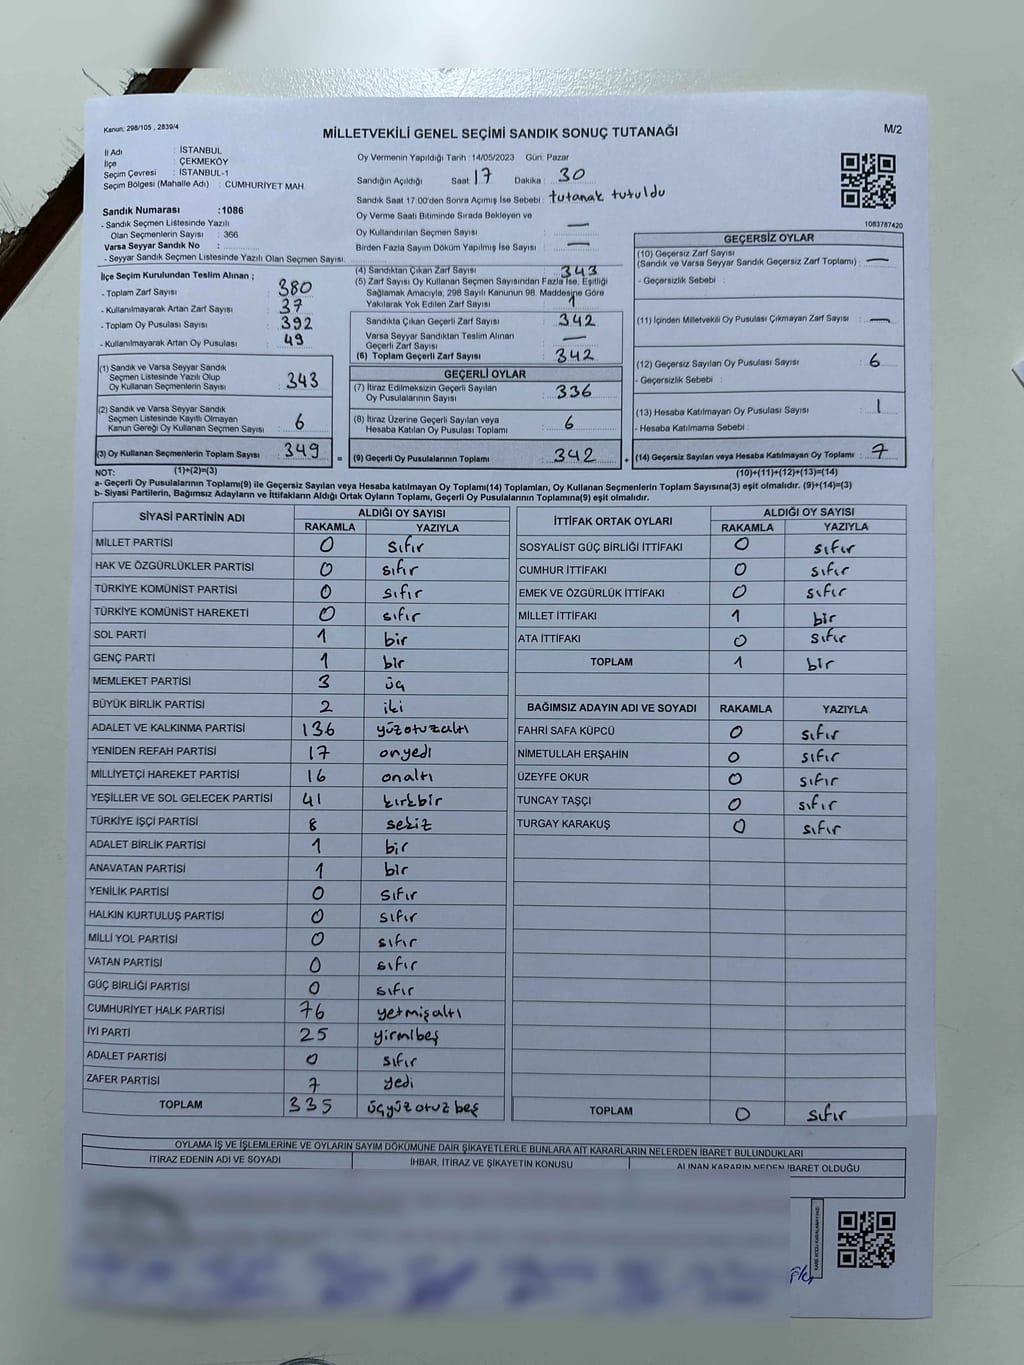 Kanun: 298/105 , 2839/4
MİLLETVEKİLİ GENEL SEÇİMİ SANDIK SONUÇ TUTANAĞI
M/2
İl Adı : İSTANBUL
İlçe : ÇEKMEKÖY
Seçim Çevresi : İSTANBUL-1
Seçim Bölgesi (Mahalle Adı) : CUMHURİYET MAH.
Sandık Numarası :1086
- Sandık Seçmen Listesinde Yazılı
Olan Seçmenlerin Sayısı : 366
Varsa Seyyar Sandık No :
- Seyyar Sandık Seçmen Listesinde Yazılı Olan Seçmen Sayısı:
Oy Vermenin Yapıldığı Tarih : 14/05/2023 Gün: Pazar
Sandığın Açıldığı Saat : 17 Dakika : 30
Sandık Saat 17:00'den Sonra Açımış İse Sebebi : tutanak tutuldu
Oy Verme Saati Bitiminde Sırada Bekleyen ve
Oy Kullandırılan Seçmen Sayısı : —
Birden Fazla Sayım Döküm Yapılmış İse Sayısı : —
1083787420
İlçe Seçim Kurulundan Teslim Alınan ;
- Toplam Zarf Sayısı : 380
- Kullanılmayarak Artan Zarf Sayısı : 37
- Toplam Oy Pusulası Sayısı : 392
- Kullanılmayarak Artan Oy Pusulası : 49
(1) Sandık ve Varsa Seyyar Sandık
Seçmen Listesinde Yazılı Olup
Oy Kullanan Seçmenlerin Sayısı : 343
(2) Sandık ve Varsa Seyyar Sandık
Seçmen Listesinde Kayıtlı Olmayan
Kanun Gereği Oy Kullanan Seçmen Sayısı : 6
(3) Oy Kullanan Seçmenlerin Toplam Sayısı : 349 =
(4) Sandıktan Çıkan Zarf Sayısı : 343
(5) Zarf Sayısı Oy Kullanan Seçmen Sayısından Fazla İse, Eşitliği
Sağlamak Amacıyla, 298 Sayılı Kanunun 98. Maddesine Göre
Yakılarak Yok Edilen Zarf Sayısı : 1
Sandıkta Çıkan Geçerli Zarf Sayısı : 342
Varsa Seyyar Sandıktan Teslim Alınan
Geçerli Zarf Sayısı : —
(6) Toplam Geçerli Zarf Sayısı : 342
GEÇERLİ OYLAR
(7) İtiraz Edilmeksizin Geçerli Sayılan
Oy Pusulalarının Sayısı : 336
(8) İtiraz Üzerine Geçerli Sayılan veya
Hesaba Katılan Oy Pusulası Toplamı : 6
(9) Geçerli Oy Pusulalarının Toplamı : 342 +
GEÇERSİZ OYLAR
(10) Geçersiz Zarf Sayısı
(Sandık ve Varsa Seyyar Sandık Geçersiz Zarf Toplamı) : —
- Geçersizlik Sebebi :
(11) İçinden Milletvekili Oy Pusulası Çıkmayan Zarf Sayısı : —
(12) Geçersiz Sayılan Oy Pusulası Sayısı : 6
- Geçersizlik Sebebi :
(13) Hesaba Katılmayan Oy Pusulası Sayısı : 1
- Hesaba Katılmama Sebebi :
(14) Geçersiz Sayılan veya Hesaba Katılmayan Oy Toplamı : 7
NOT: (1)+(2)=(3) (10)+(11)+(12)+(13)=(14)
a- Geçerli Oy Pusulalarının Toplamı(9) ile Geçersiz Sayılan veya Hesaba katılmayan Oy Toplamı(14) Toplamları, Oy Kullanan Seçmenlerin Toplam Sayısına(3) eşit olmalıdır. (9)+(14)=(3)
b- Siyasi Partilerin, Bağımsız Adayların ve İttifakların Aldığı Ortak Oyların Toplamı, Geçerli Oy Pusulalarının Toplamına(9) eşit olmalıdır.
SİYASİ PARTİNİN ADI ALDIĞI OY SAYISI
RAKAMLA YAZIYLA
MİLLET PARTİSİ 0 sıfır
HAK VE ÖZGÜRLÜKLER PARTİSİ 0 sıfır
TÜRKİYE KOMÜNİST PARTİSİ 0 sıfır
TÜRKİYE KOMÜNİST HAREKETİ 0 sıfır
SOL PARTİ 1 bir
GENÇ PARTİ 1 bir
MEMLEKET PARTİSİ 3 üç
BÜYÜK BİRLİK PARTİSİ 2 iki
ADALET VE KALKINMA PARTİSİ 136 yüzotuzaltı
YENİDEN REFAH PARTİSİ 17 onyedi
MİLLİYETÇİ HAREKET PARTİSİ 16 onaltı
YEŞİLLER VE SOL GELECEK PARTİSİ 41 kırkbir
TÜRKİYE İŞÇİ PARTİSİ 8 sekiz
ADALET BİRLİK PARTİSİ 1 bir
ANAVATAN PARTİSİ 1 bir
YENİLİK PARTİSİ 0 sıfır
HALKIN KURTULUŞ PARTİSİ 0 sıfır
MİLLİ YOL PARTİSİ 0 sıfır
VATAN PARTİSİ 0 sıfır
GÜÇ BİRLİĞİ PARTİSİ 0 sıfır
CUMHURİYET HALK PARTİSİ 76 yetmişaltı
İYİ PARTİ 25 yirmibeş
ADALET PARTİSİ 0 sıfır
ZAFER PARTİSİ 7 yedi
TOPLAM 335 üçyüz otuz beş
İTTİFAK ORTAK OYLARI ALDIĞI OY SAYISI
RAKAMLA YAZIYLA
SOSYALİST GÜÇ BİRLİĞİ İTTİFAKI 0 sıfır
CUMHUR İTTİFAKI 0 sıfır
EMEK VE ÖZGÜRLÜK İTTİFAKI 0 sıfır
MİLLET İTTİFAKI 1 bir
ATA İTTİFAKI 0 sıfır
TOPLAM 1 bir
BAĞIMSIZ ADAYIN ADI VE SOYADI RAKAMLA YAZIYLA
FAHRİ SAFA KÜPCÜ 0 sıfır
NİMETULLAH ERŞAHİN 0 sıfır
ÜZEYFE OKUR 0 sıfır
TUNCAY TAŞÇI 0 sıfır
TURGAY KARAKUŞ 0 sıfır
TOPLAM 0 sıfır
OYLAMA İŞ VE İŞLEMLERİNE VE OYLARIN SAYIM DÖKÜMÜNE DAİR ŞİKAYETLERLE BUNLARA AİT KARARLARIN NELERDEN İBARET BULUNDUKLARI
İTİRAZ EDENİN ADI VE SOYADI İHBAR, İTİRAZ VE ŞİKAYETİN KONUSU ALINAN KARARIN NEDEN İBARET OLDUĞU